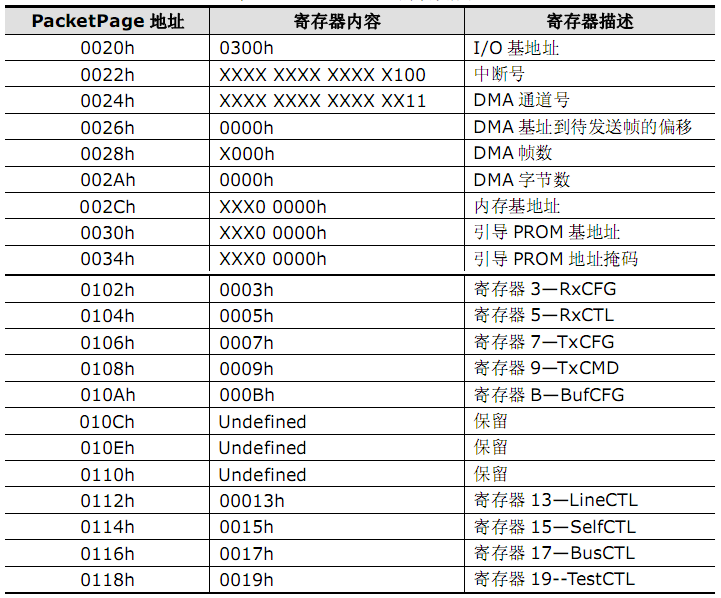 PacketPage 地址 寄存器内容 寄存器描述
0020h 0300h I/O 基地址
0022h XXXX XXXX XXXX X100 中断号
0024h XXXX XXXX XXXX XX11 DMA 通道号
0026h 0000h DMA 基址到待发送帧的偏移
0028h X000h DMA 帧数
002Ah 0000h DMA 字节数
002Ch XXX0 0000h 内存基地址
0030h XXX0 0000h 引导 PROM 基地址
0034h XXX0 0000h 引导 PROM 地址掩码
0102h 0003h 寄存器 3—RxCFG
0104h 0005h 寄存器 5—RxCTL
0106h 0007h 寄存器 7—TxCFG
0108h 0009h 寄存器 9—TxCMD
010Ah 000Bh 寄存器 B—BufCFG
010Ch Undefined 保留
010Eh Undefined 保留
0110h Undefined 保留
0112h 00013h 寄存器 13—LineCTL
0114h 0015h 寄存器 15—SelfCTL
0116h 0017h 寄存器 17—BusCTL
0118h 0019h 寄存器 19--TestCTL